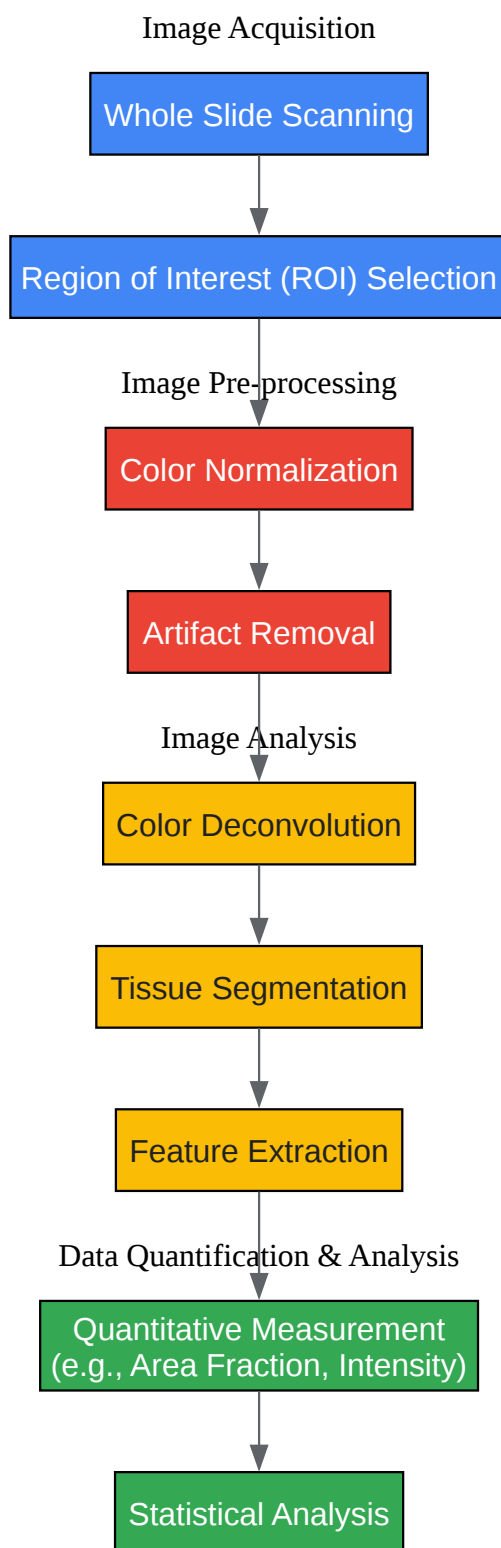 Image Acquisition
Whole Slide Scanning
Region of Interest (ROI) Selection
Image Pre-processing
Color Normalization
Artifact Removal
Image Analysis
Color Deconvolution
Tissue Segmentation
Feature Extraction
Data Quantification & Analysis
Quantitative Measurement
(e.g., Area Fraction, Intensity)
Statistical Analysis